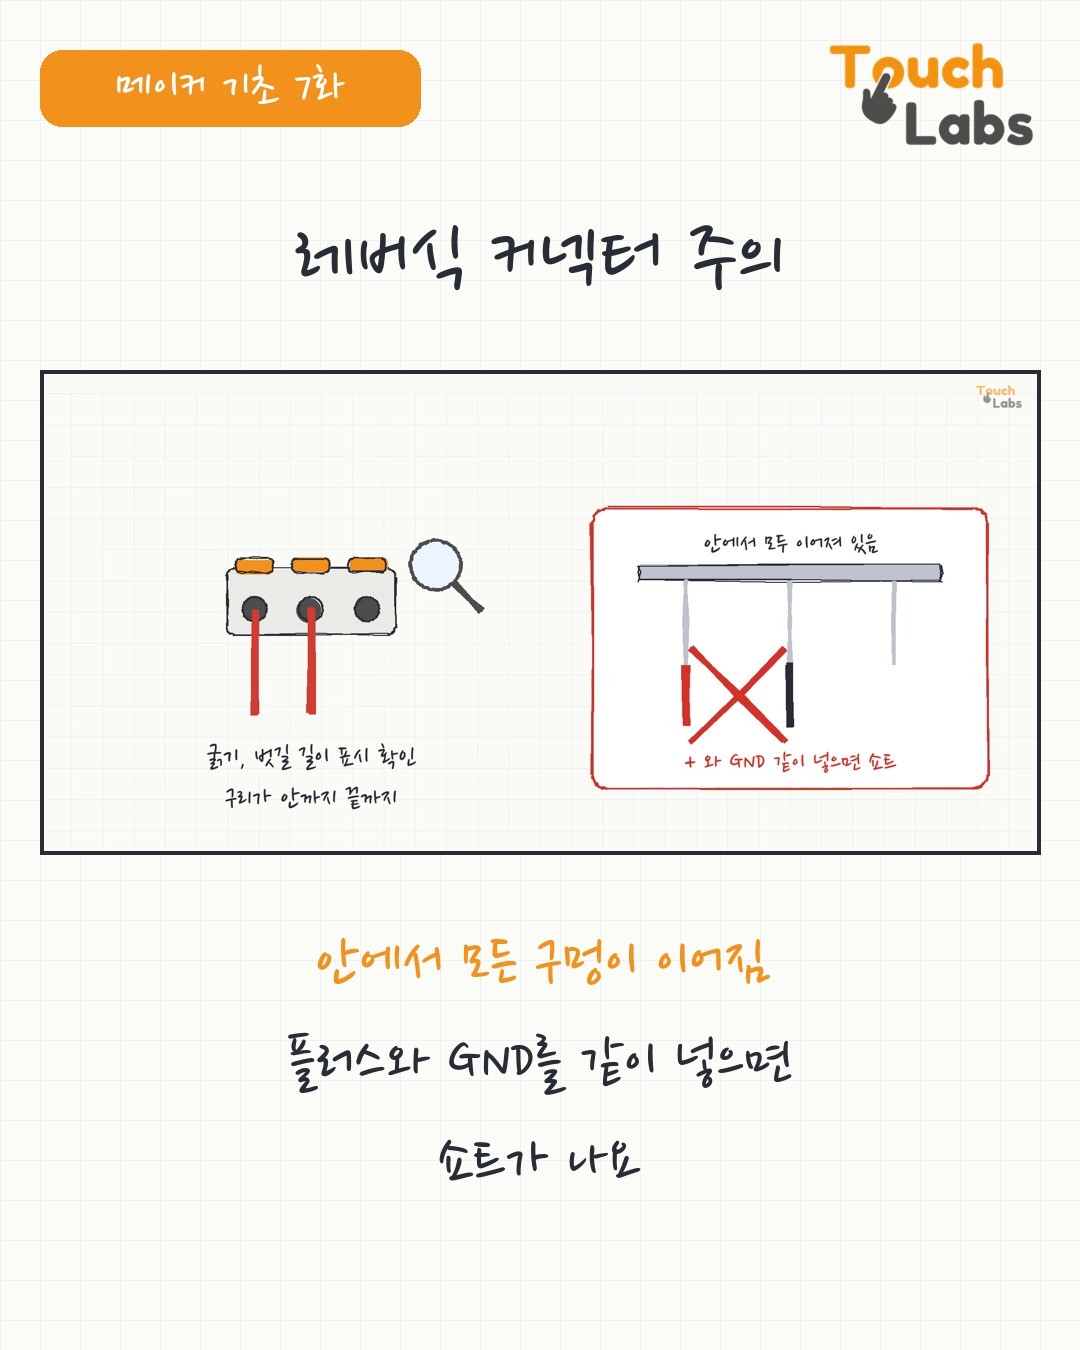 메이커 기초 7화
Touch
Labs
레버식 커넥터 주의
Touch
Labs
안에서 모두 이어져 있음
굵기, 벗길 길이 표시 확인
구리가 안까지 끝까지
+ 와 GND 같이 넣으면 쇼트
안에서 모든 구멍이 이어짐
플러스와 GND를 같이 넣으면
쇼트가 나요